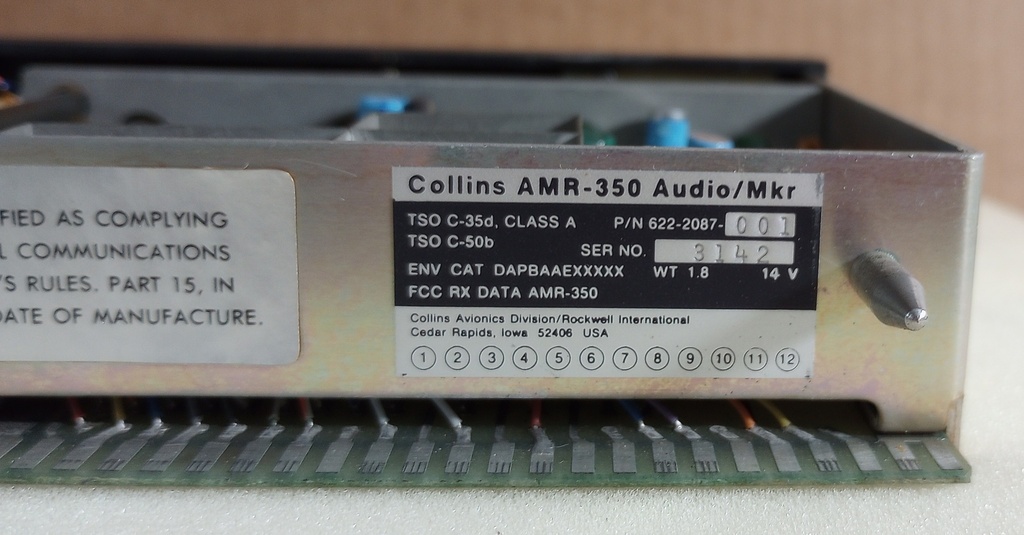 FIED AS COMPLYING
L COMMUNICATIONS
'S RULES. PART 15, IN
DATE OF MANUFACTURE.
Collins AMR-350 Audio/Mkr
TSO C-35d, CLASS A P/N 622-2087-001
TSO C-50b
SER NO. 3142
ENV CAT DAPBAAEXXXXX WT 1.8 14 V
FCC RX DATA AMR-350
Collins Avionics Division/Rockwell International
Cedar Rapids, Iowa 52406 USA
1 2 3 4 5 6 7 8 9 10 11 12